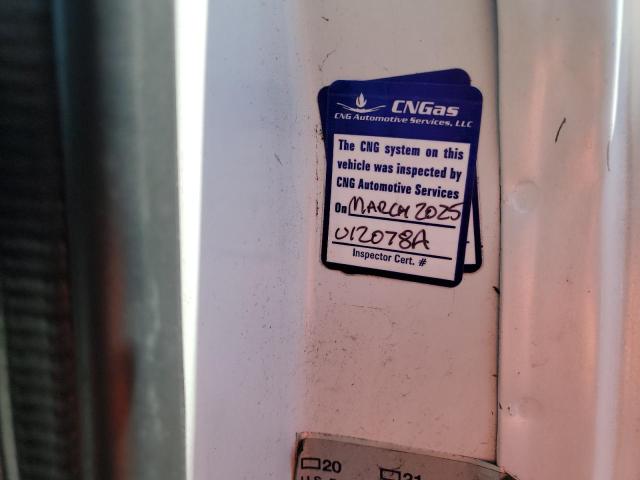 CNGas
CNG Automotive Services, LLC
The CNG system on this
vehicle was inspected by
CNG Automotive Services
On MARCH 2025
U12078A
Inspector Cert. #
20 21